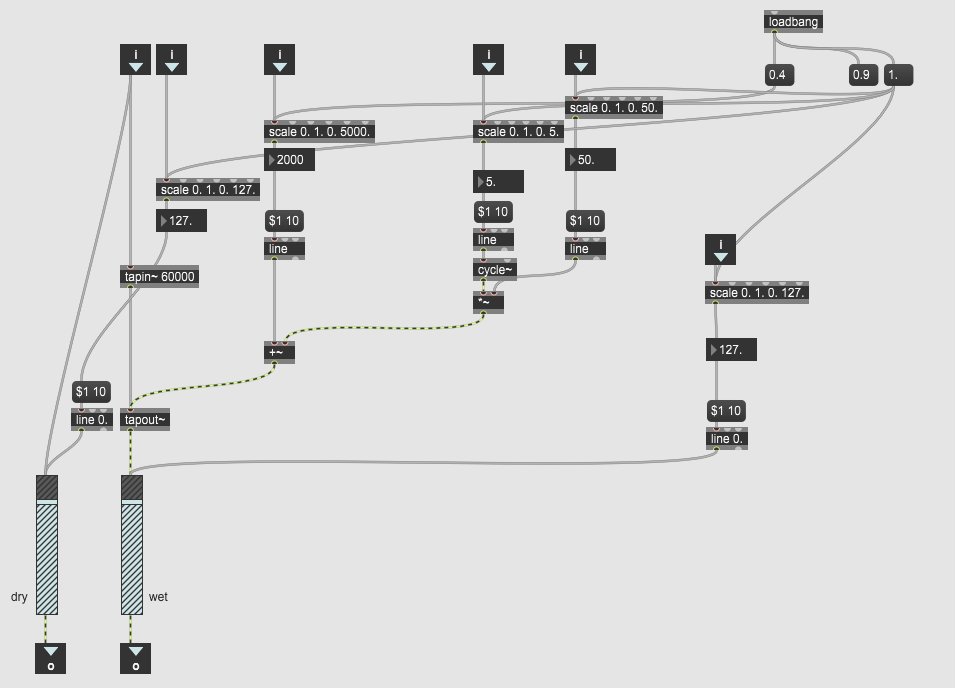 loadbang
i
i
i
i
i
0.4
0.9
1.
scale 0. 1. 0. 50.
scale 0. 1. 0. 5000.
scale 0. 1. 0. 5.
2000
50.
5.
scale 0. 1. 0. 127.
127.
$1 10
$1 10
$1 10
line
line
line
i
cycle~
tapin~ 60000
scale 0. 1. 0. 127.
*~
+~
127.
$1 10
$1 10
line 0.
tapout~
line 0.
dry
wet
o
o